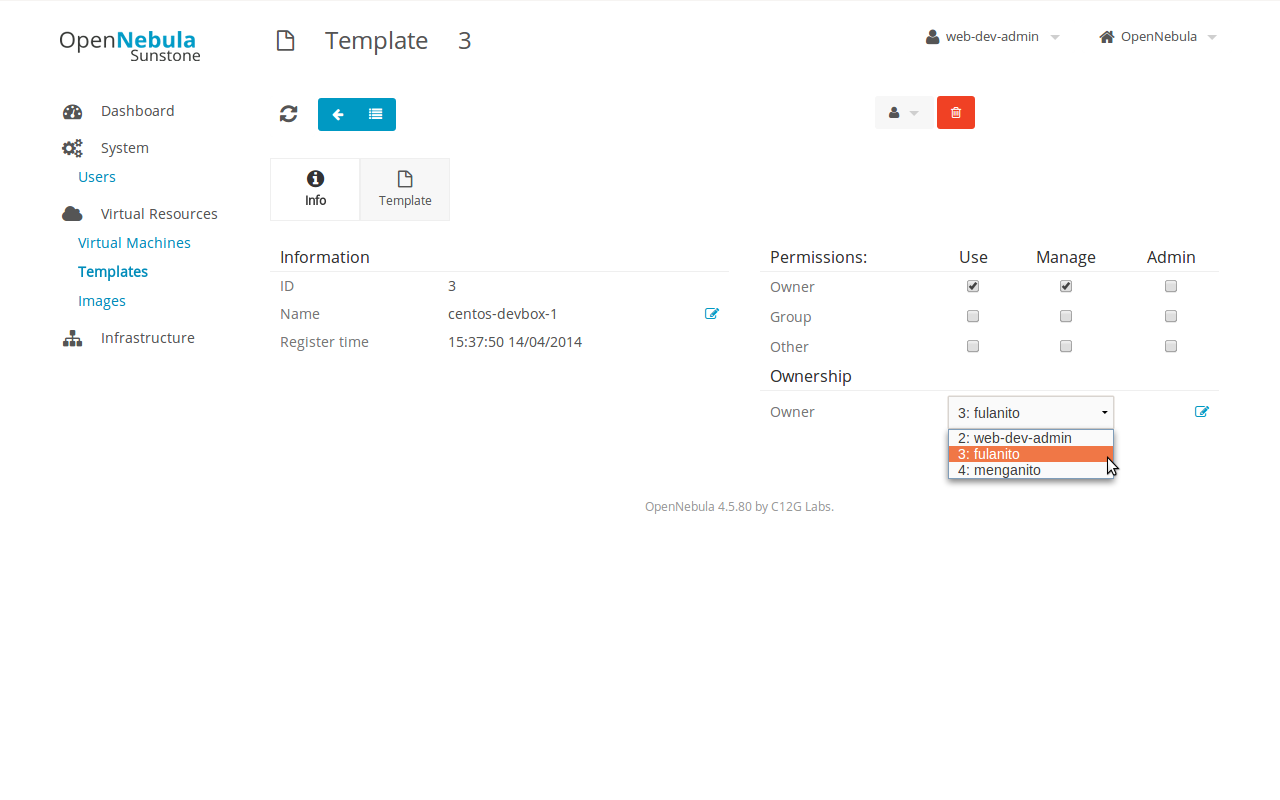 OpenNebula
Sunstone
Template 3
web-dev-admin
OpenNebula
Dashboard
System
Users
Virtual Resources
Virtual Machines
Templates
Images
Infrastructure
Info
Template
Information
ID 3
Name centos-devbox-1
Register time 15:37:50 14/04/2014
Permissions: Use Manage Admin
Owner
Group
Other
Ownership
Owner 3: fulanito
2: web-dev-admin
3: fulanito
4: menganito
OpenNebula 4.5.80 by C12G Labs.